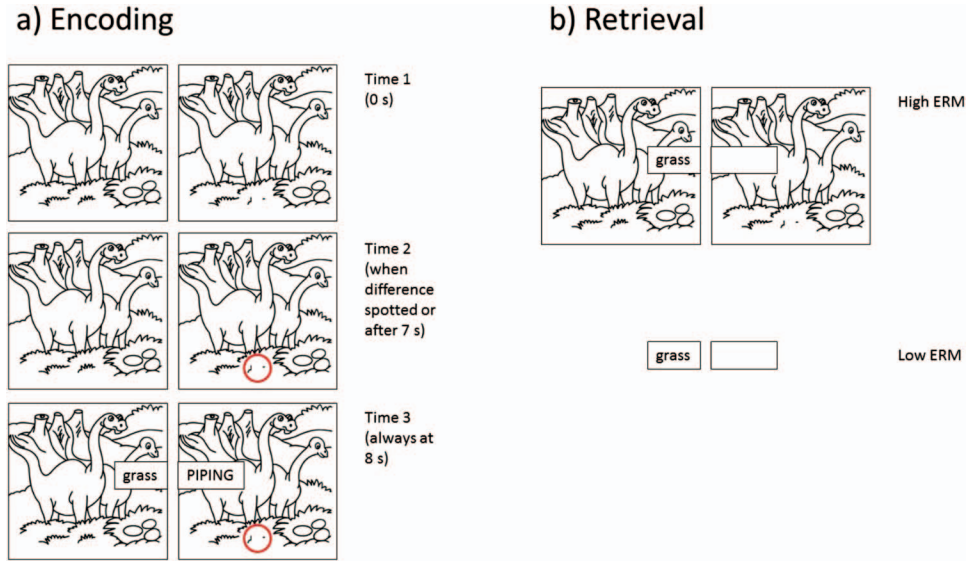 a) Encoding
Time 1
(0 s)
Time 2
(when
difference
spotted or
after 7 s)
Time 3
(always at
8 s)
grass
PIPING
b) Retrieval
High ERM
grass
grass
Low ERM